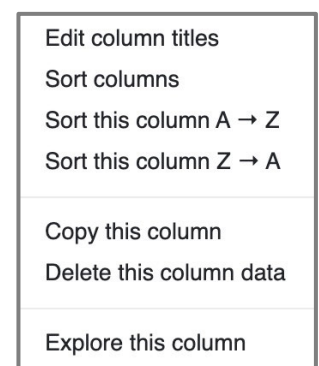 Edit column titles
Sort columns
Sort this column A → Z
Sort this column Z → A
Copy this column
Delete this column data
Explore this column